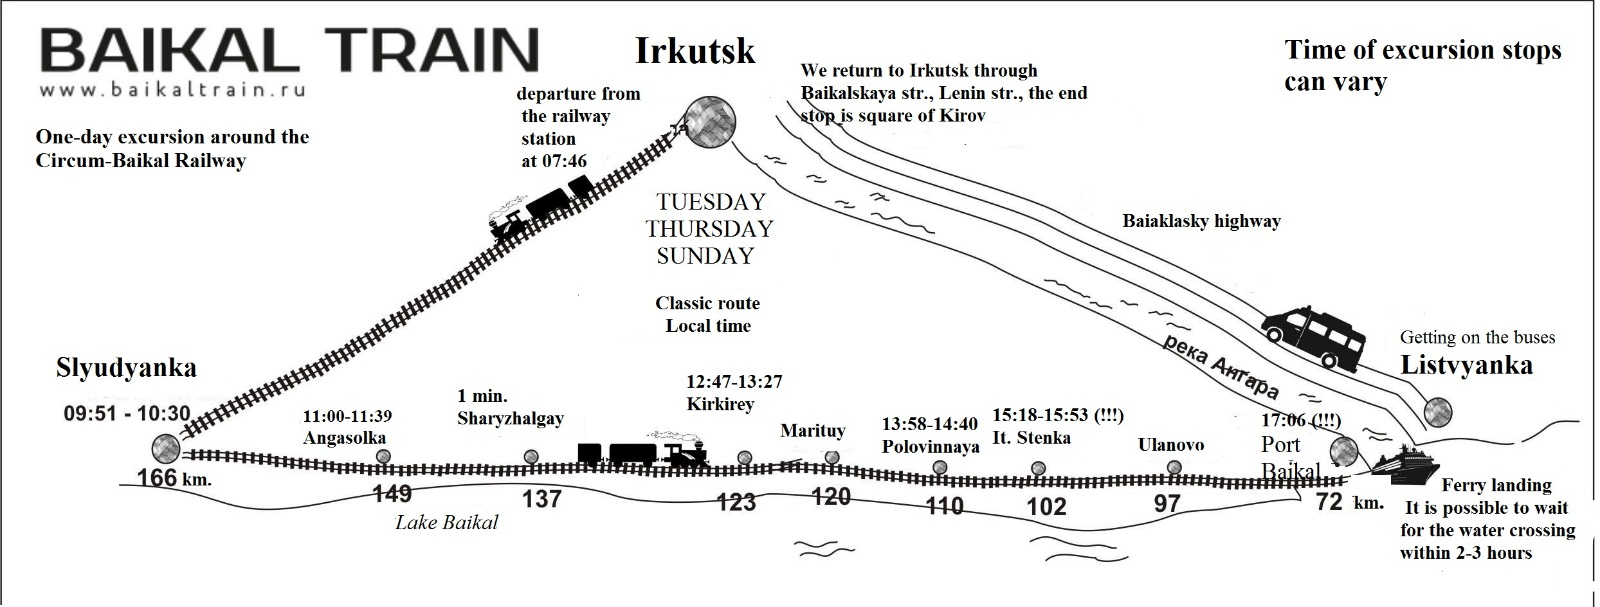 BAIKAL TRAIN
www.baikaltrain.ru
One-day excursion around the
Circum-Baikal Railway
Irkutsk
departure from
the railway
station
at 07:46
We return to Irkutsk through
Baikalskaya str., Lenin str., the end
stop is square of Kirov
Time of excursion stops
can vary
TUESDAY
THURSDAY
SUNDAY
Classic route
Local time
Baiaklasky highway
река Ангара
Getting on the buses
Listvyanka
Slyudyanka
09:51 - 10:30
11:00-11:39
Angasolka
1 min.
Sharyzhalgay
12:47-13:27
Kirkirey
Marituy
13:58-14:40
Polovinnaya
15:18-15:53 (!!!)
It. Stenka
Ulanovo
17:06 (!!!)
Port
Baikal
166 km.
149
137
123
120
110
102
97
72 km.
Lake Baikal
Ferry landing
It is possible to wait
for the water crossing
within 2-3 hours